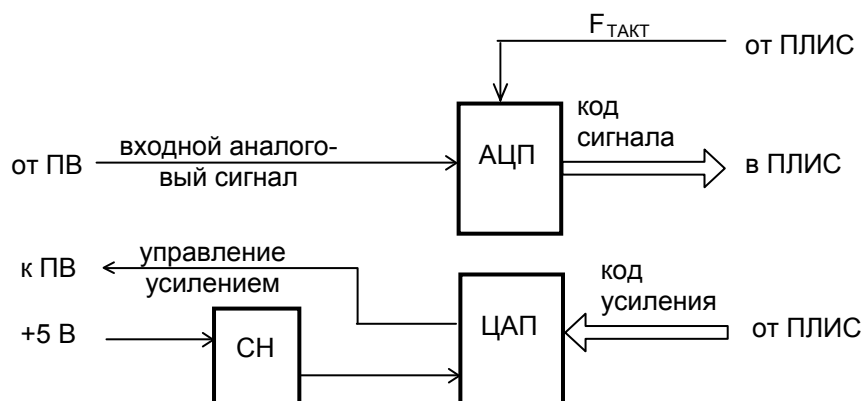 F ТАКТ
от ПЛИС
код
сигнала
входной аналого-
вый сигнал
от ПВ
АЦП
в ПЛИС
к ПВ
управление
усилением
код
усиления
+5 В
СН
ЦАП
от ПЛИС